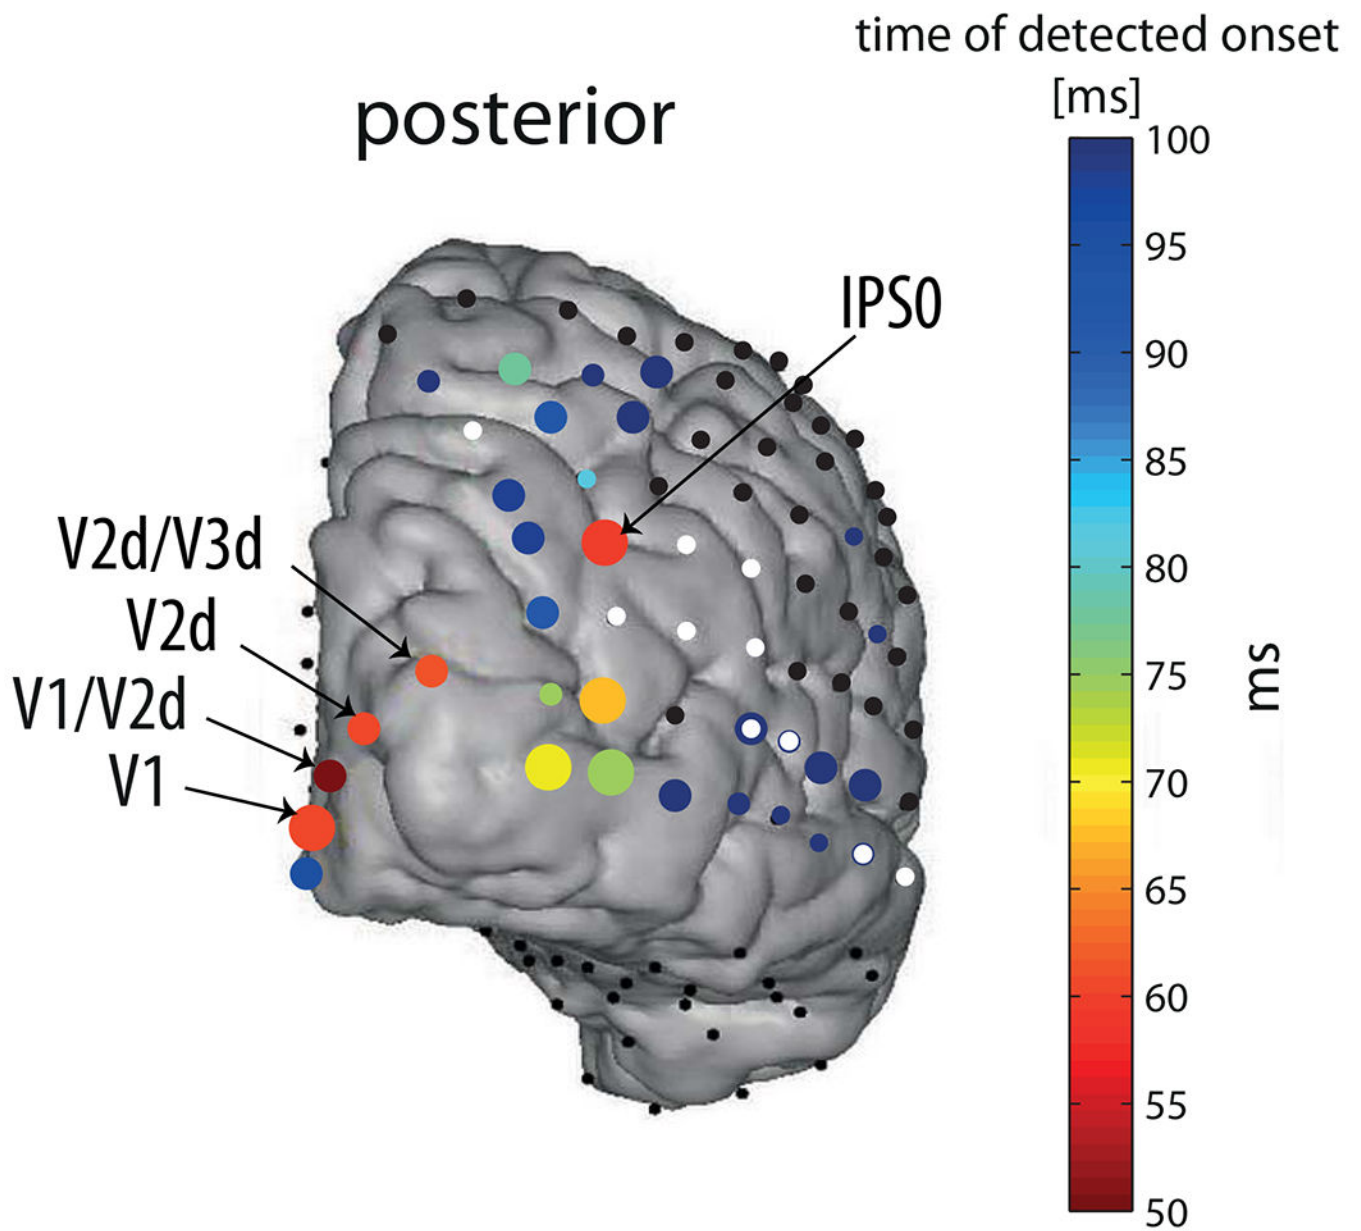 time of detected onset
[ms]
posterior
100
95
IPS0
90
85
V2d/V3d
80
V2d
75
ms
V1/V2d
V1
70
65
60
55
50